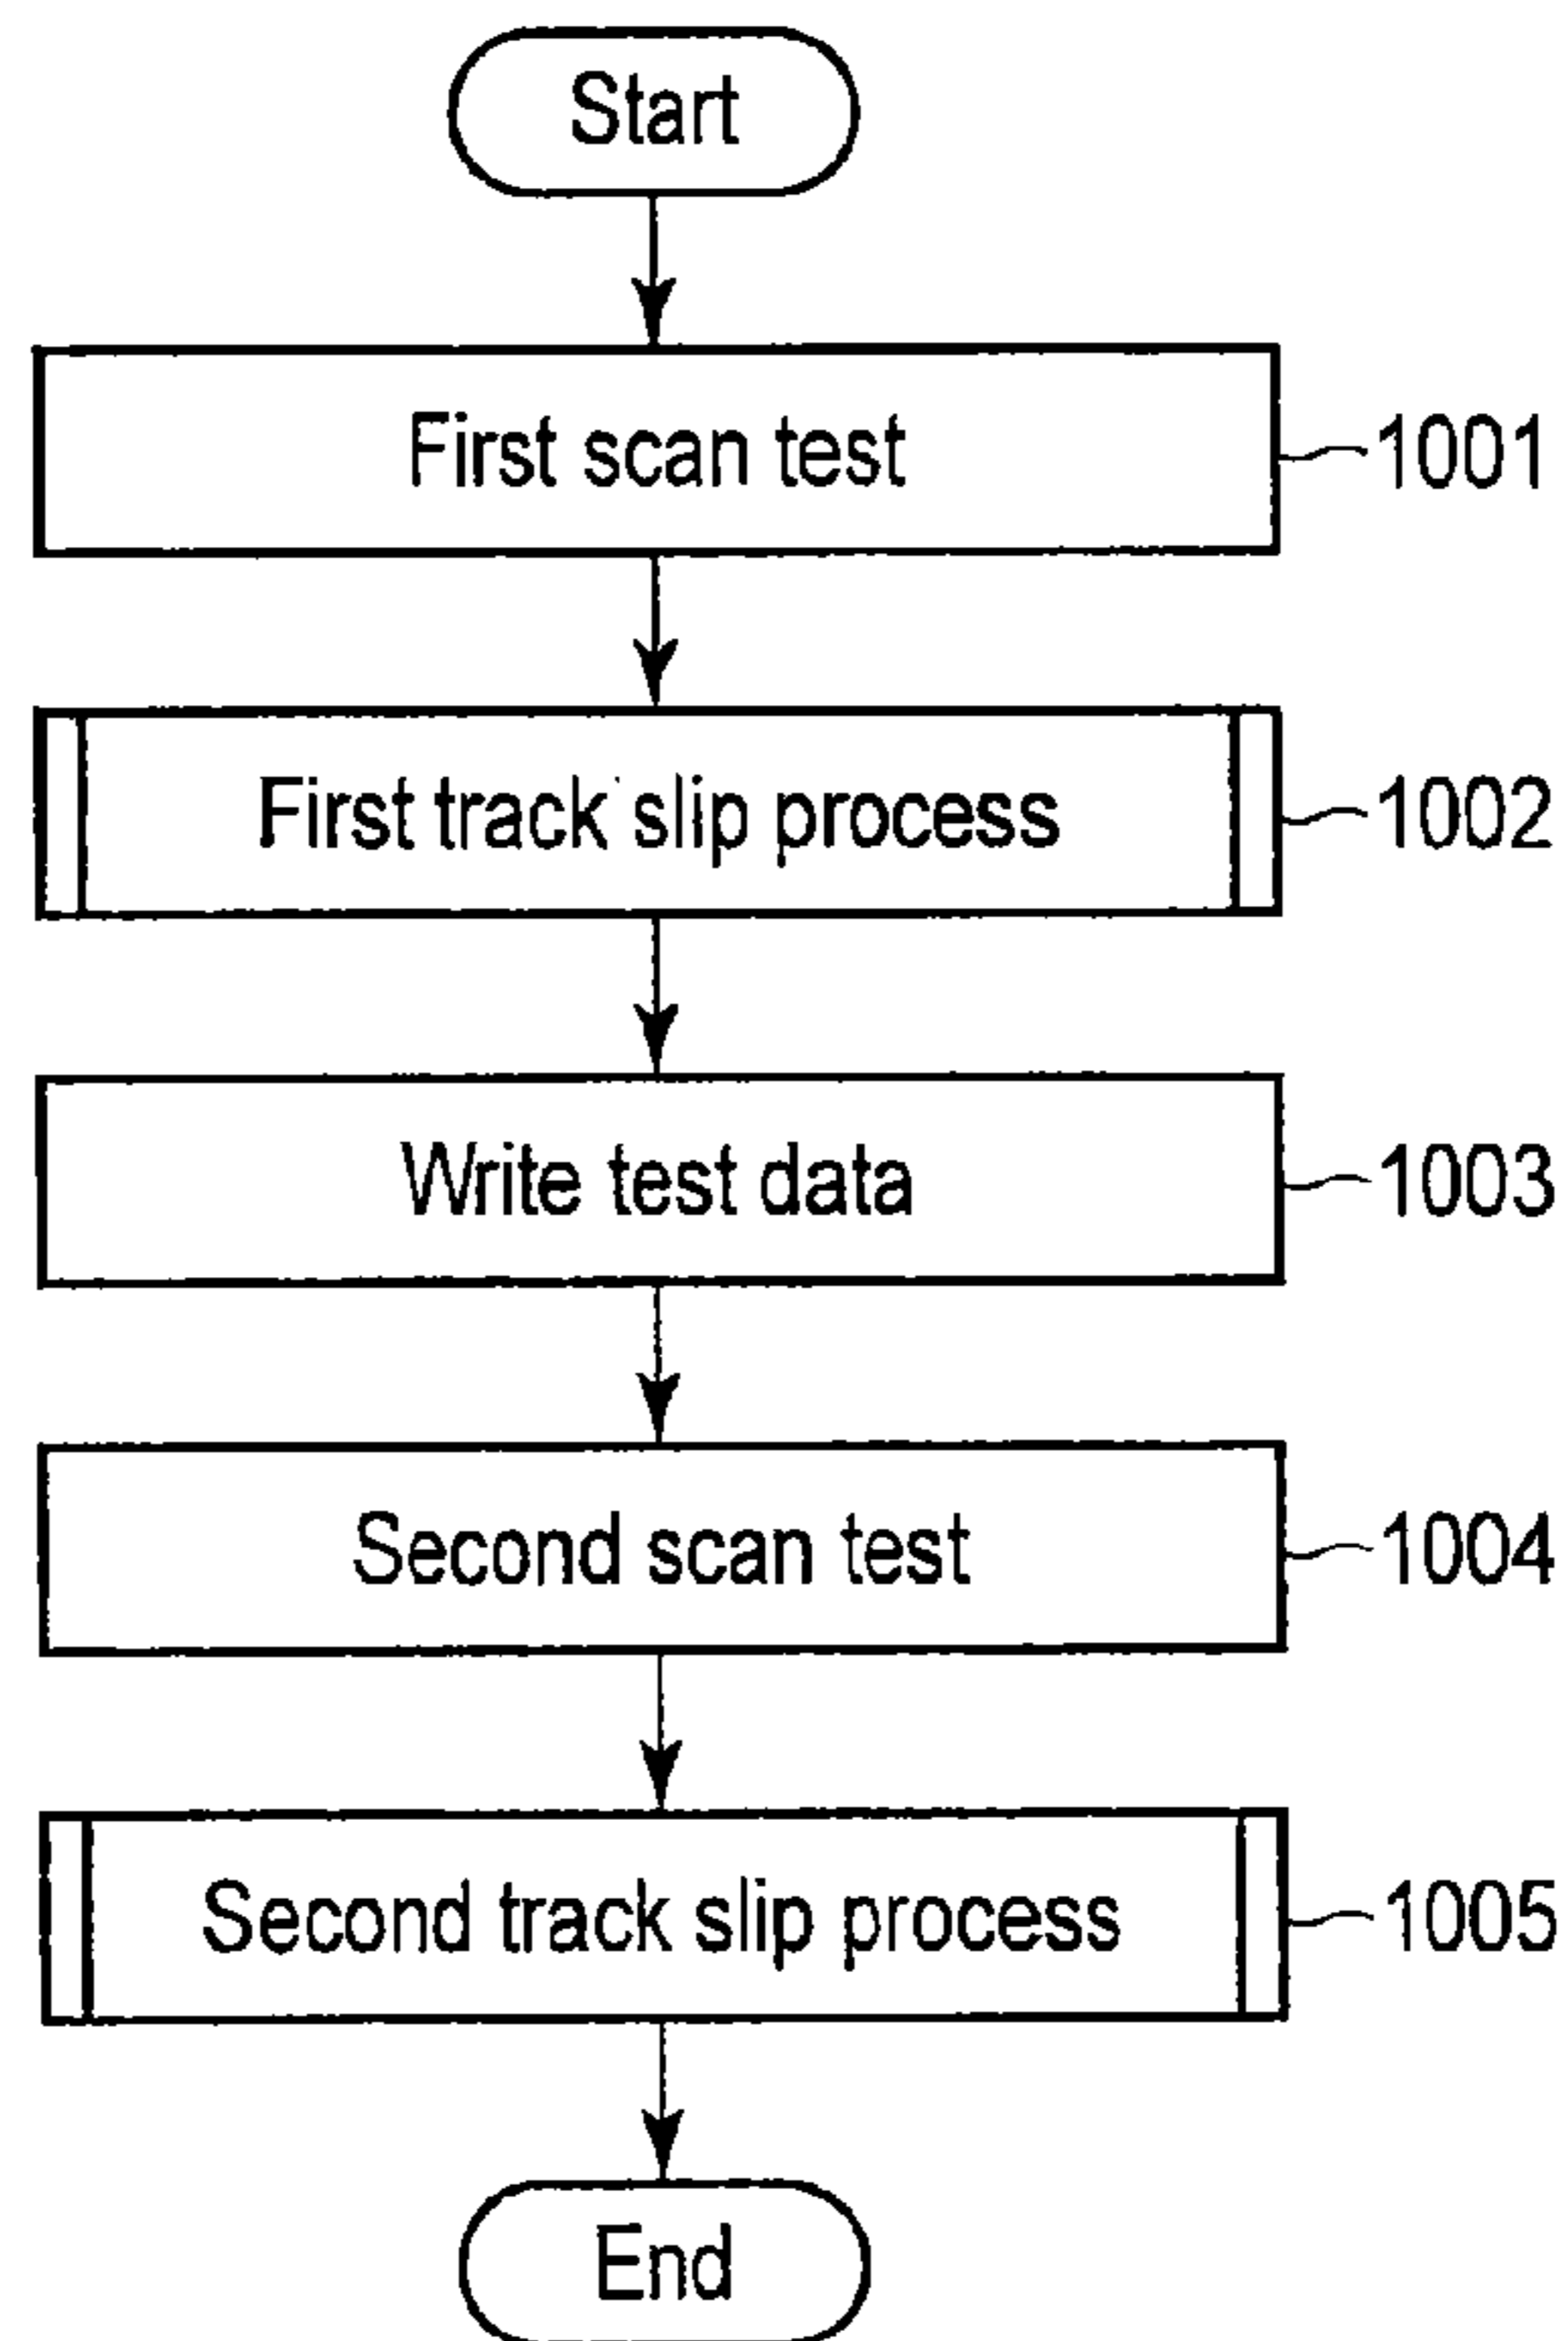 Start
First scan test
1001
First track slip process
1002
Write test data
1003
Second scan test
1004
Second track slip process
1005
End